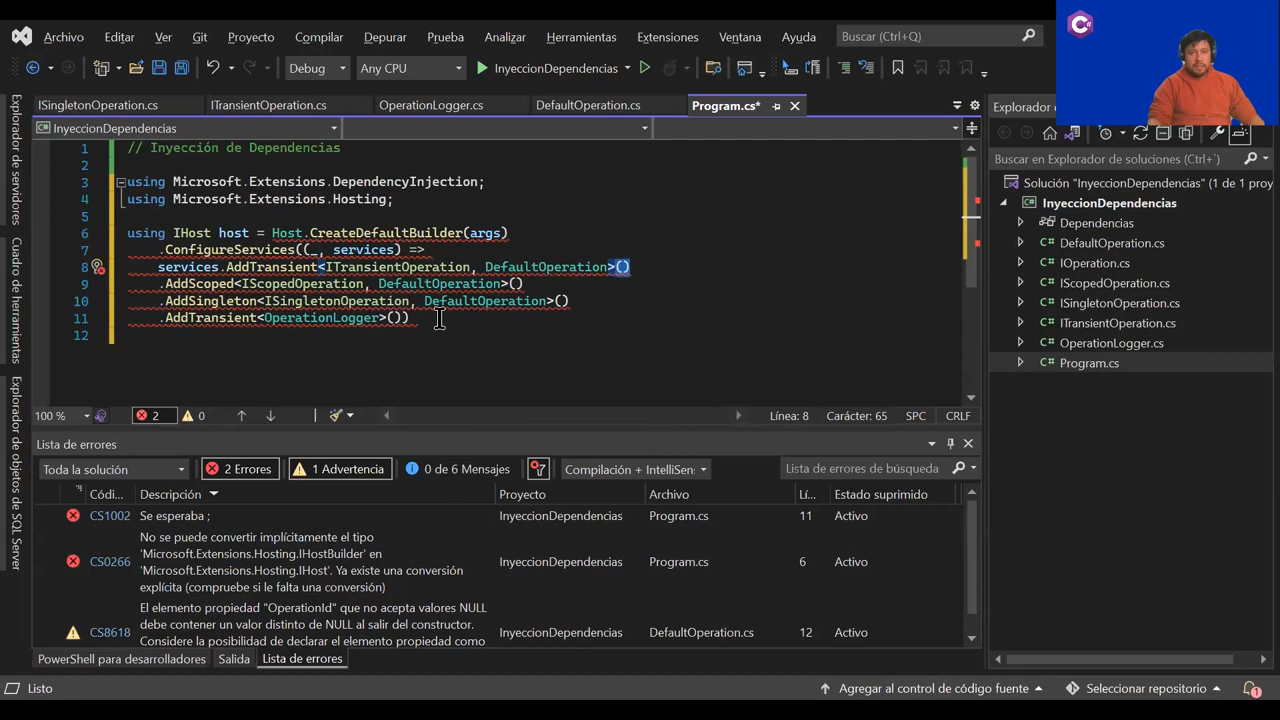 Archivo Editar Ver Git Proyecto Compilar Depurar Prueba Analizar Herramientas Extensiones Ventana Ayuda Buscar (Ctrl+Q)
Debug Any CPU InyeccionDependencias
ISingletonOperation.cs ITransientOperation.cs OperationLogger.cs DefaultOperation.cs Program.cs*
InyeccionDependencias
1 // Inyección de Dependencias
2
3 using Microsoft.Extensions.DependencyInjection;
4 using Microsoft.Extensions.Hosting;
5
6 using IHost host = Host.CreateDefaultBuilder(args)
7 .ConfigureServices((_, services) =>
8 services.AddTransient<ITransientOperation, DefaultOperation>()
9 .AddScoped<IScopedOperation, DefaultOperation>()
10 .AddSingleton<ISingletonOperation, DefaultOperation>()
11 .AddTransient<OperationLogger>())
12
100 % 2 0 Línea: 8 Carácter: 65 SPC CRLF
Lista de errores
Toda la solución 2 Errores 1 Advertencia 0 de 6 Mensajes Compilación + IntelliSen Lista de errores de búsqueda
Códi... Descripción Proyecto Archivo Lí... Estado suprimido
CS1002 Se esperaba ; InyeccionDependencias Program.cs 11 Activo
No se puede convertir implícitamente el tipo
'Microsoft.Extensions.Hosting.IHostBuilder' en
CS0266 'Microsoft.Extensions.Hosting.IHost'. Ya existe una conversión InyeccionDependencias Program.cs 6 Activo
explícita (compruebe si le falta una conversión)
El elemento propiedad "OperationId" que no acepta valores NULL
CS8618 debe contener un valor distinto de NULL al salir del constructor. InyeccionDependencias DefaultOperation.cs 12 Activo
Considere la posibilidad de declarar el elemento propiedad como
PowerShell para desarrolladores Salida Lista de errores
Listo Agregar al control de código fuente Seleccionar repositorio 1
Explorador de servidores
Cuadro de herramientas
Explorador de objetos de SQL Server
Explorador de
Buscar en Explorador de soluciones (Ctrl+`)
Solución "InyeccionDependencias" (1 de 1 proy
InyeccionDependencias
Dependencias
C# DefaultOperation.cs
C# IOperation.cs
C# IScopedOperation.cs
C# ISingletonOperation.cs
C# ITransientOperation.cs
C# OperationLogger.cs
C# Program.cs